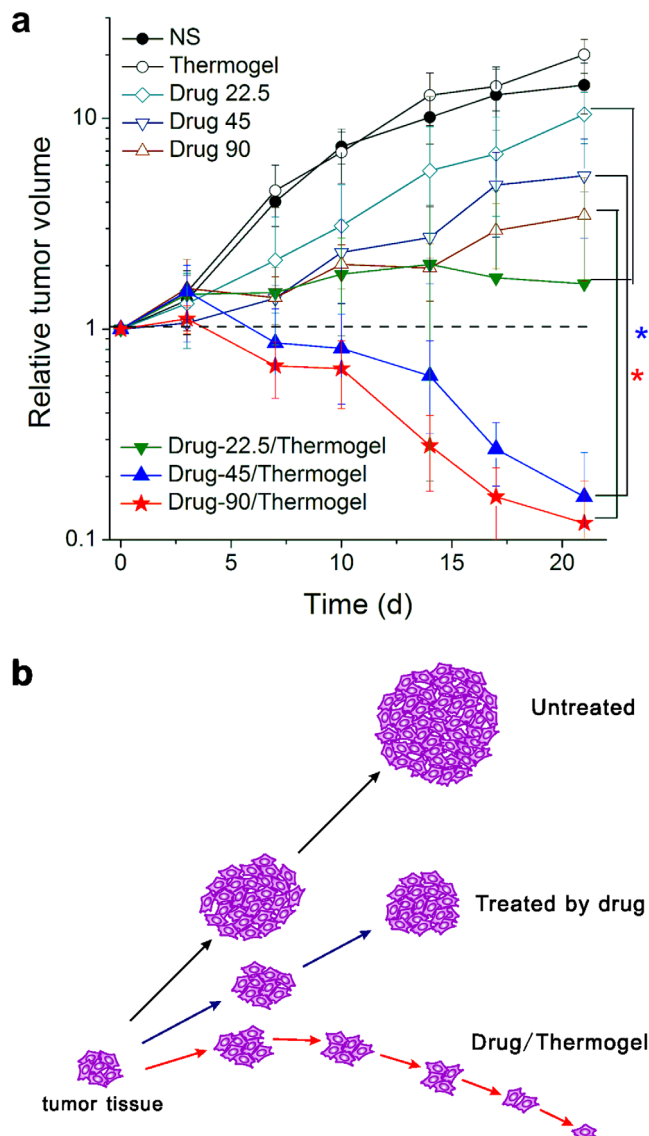 a
NS
Thermogel
Drug 22.5
Drug 45
Drug 90
10
1
0.1
Relative tumor volume
*
*
Drug-22.5/Thermogel
Drug-45/Thermogel
Drug-90/Thermogel
0 5 10 15 20
Time (d)
b
Untreated
Treated by drug
Drug/Thermogel
tumor tissue